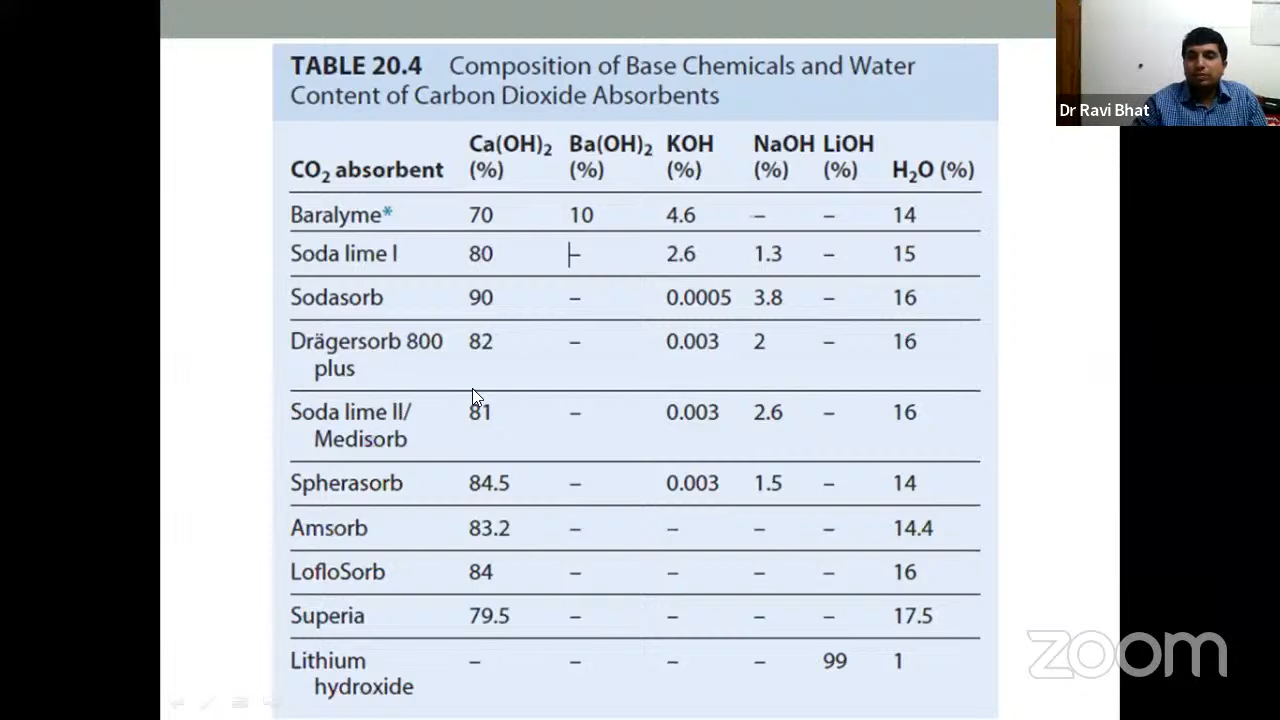 TABLE 20.4 Composition of Base Chemicals and Water
Content of Carbon Dioxide Absorbents
CO₂ absorbent Ca(OH)₂ (%) Ba(OH)₂ (%) KOH (%) NaOH (%) LiOH (%) H₂O (%)
Baralyme* 70 10 4.6 – – 14
Soda lime I 80 – 2.6 1.3 – 15
Sodasorb 90 – 0.0005 3.8 – 16
Drägersorb 800 82 – 0.003 2 – 16
plus
Soda lime II/ 81 – 0.003 2.6 – 16
Medisorb
Spherasorb 84.5 – 0.003 1.5 – 14
Amsorb 83.2 – – – – 14.4
LofloSorb 84 – – – – 16
Superia 79.5 – – – – 17.5
Lithium – – – – 99 1
hydroxide
Dr Ravi Bhat
zoom